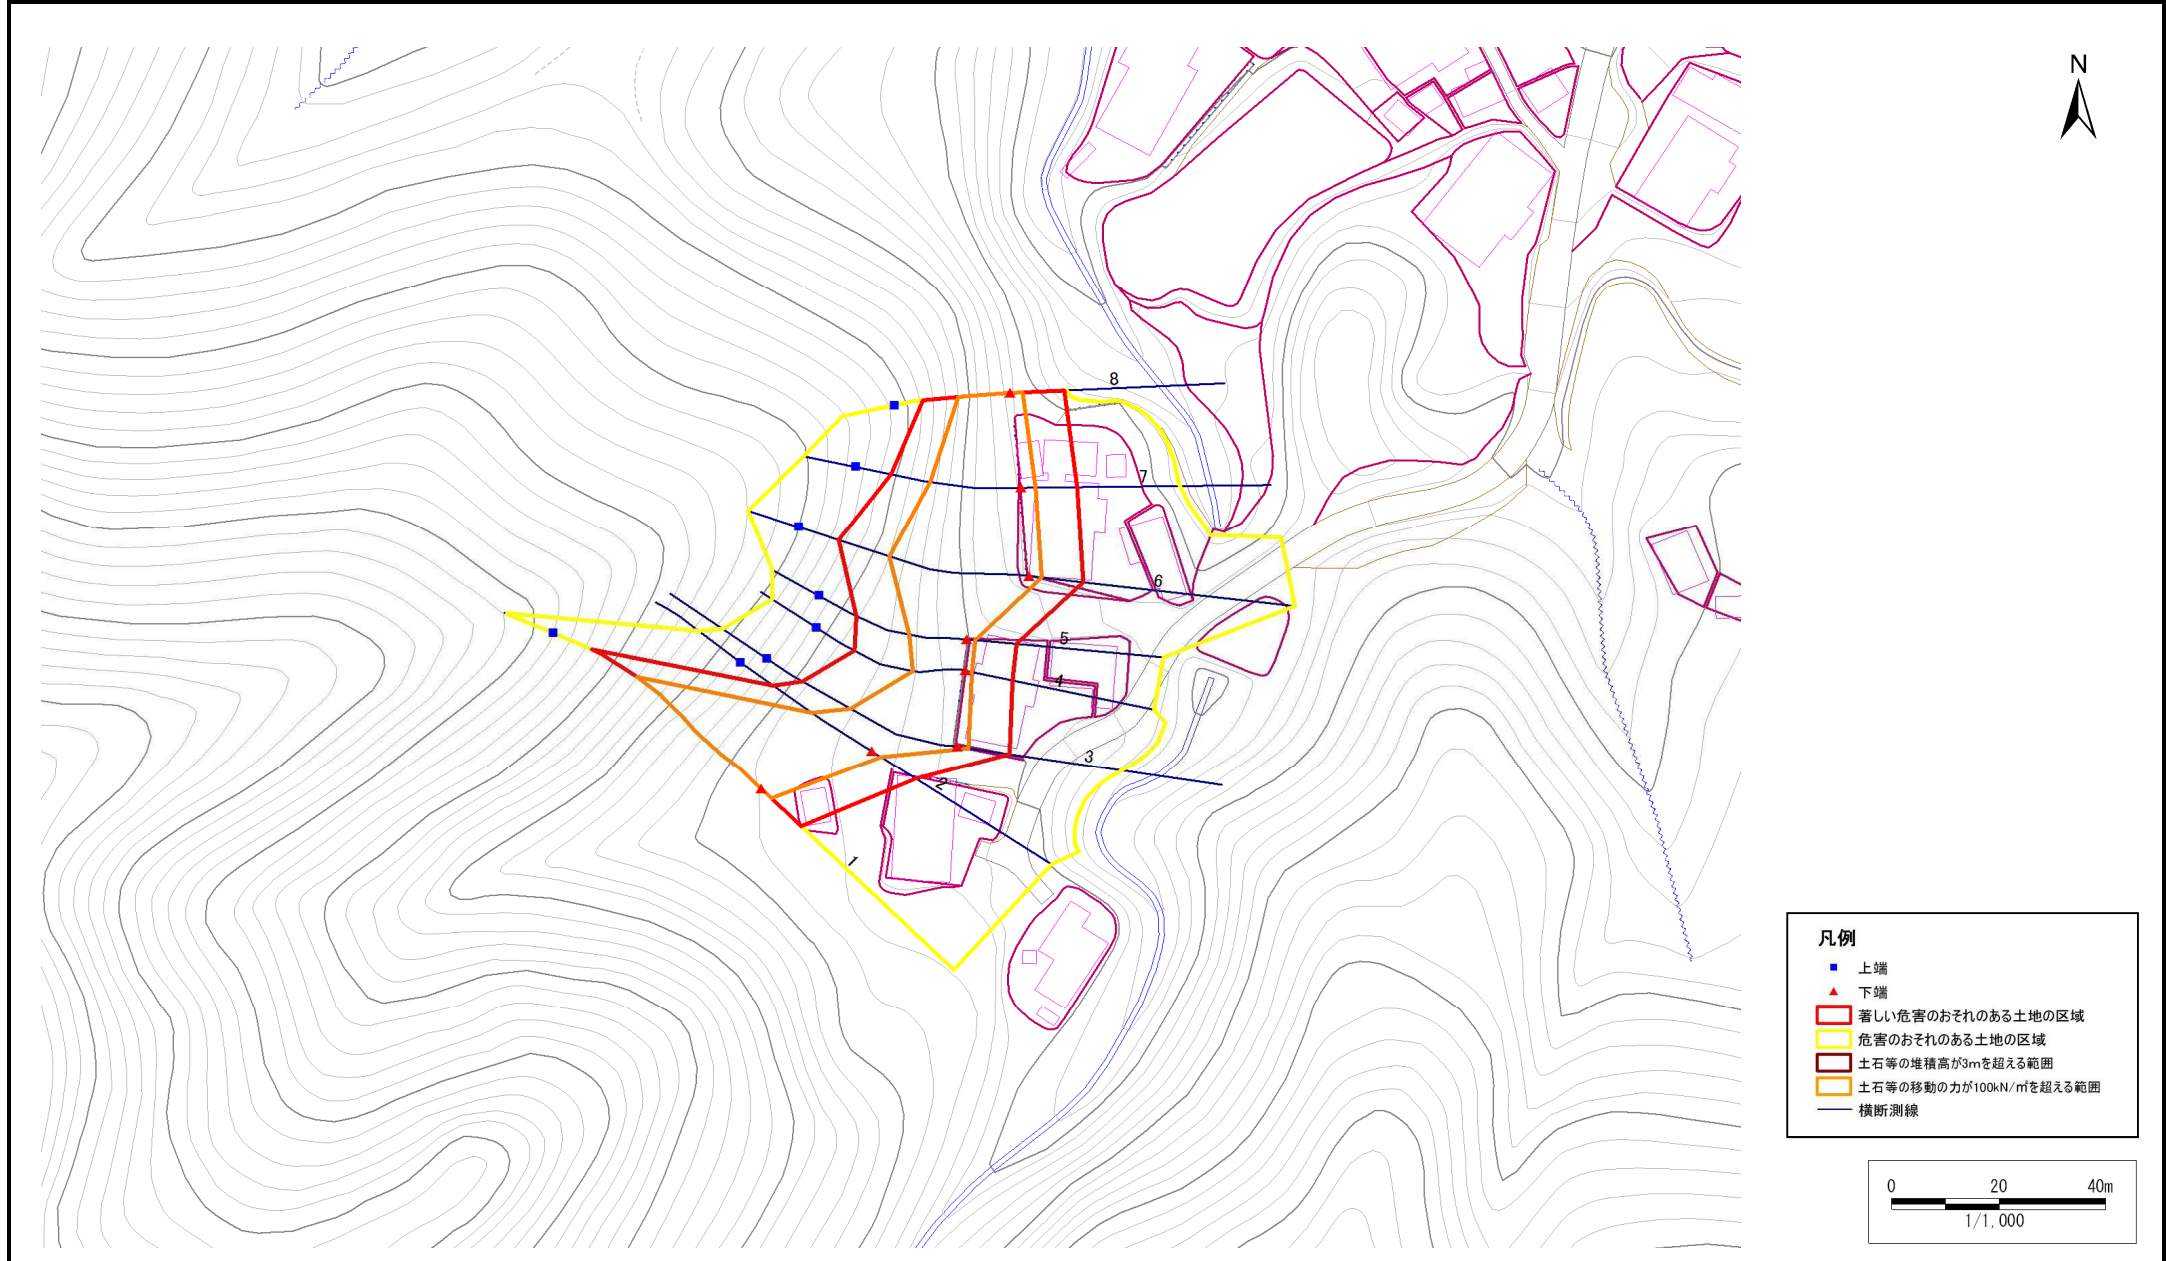 N
8
7
6
5
4
3
2
1
凡例
上端
下端
著しい危害のおそれのある土地の区域
危害のおそれのある土地の区域
土石等の堆積高が3mを超える範囲
土石等の移動の力が100kN/㎡を超える範囲
横断測線
0 20 40m
1/1,000